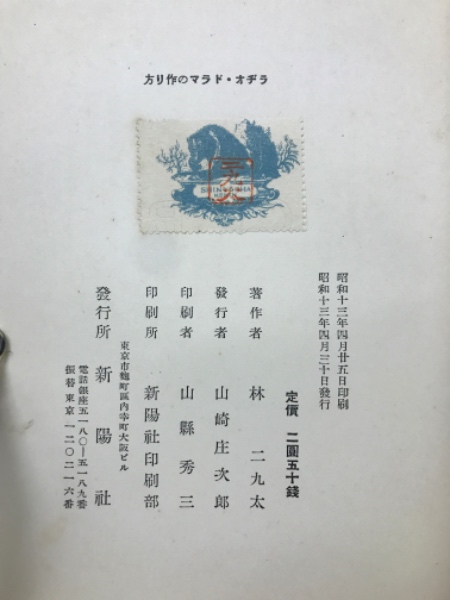 ラヂオ・ドラマの作り方
昭和十三年四月廿五日印刷
昭和十三年四月三十日發行
定價 二圓五十錢
著作者 林二九太
發行者 山崎庄次郎
印刷者 山縣秀三
印刷所 新陽社印刷部
東京市麹町區內幸町大阪ビル
發行所 新陽社
電話銀座五一八〇—五一八九番
振替東京一二〇二一六番